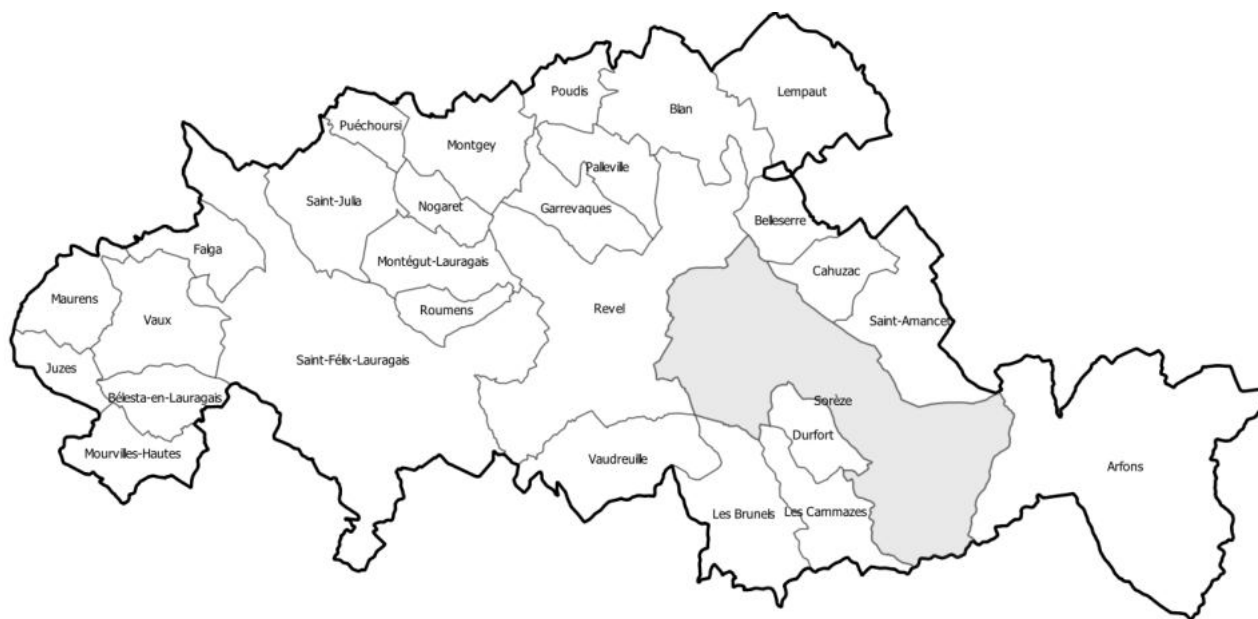 Lempaut
Poudis
Blan
Puéchoursi
Montgey
Palleville
Saint-Julia
Nogaret
Garrevaques
Belleserre
Falga
Montégut-Lauragais
Cahuzac
Maurens
Roumens
Revel
Vaux
Saint-Amancet
Saint-Félix-Lauragais
Juzes
Bélesta-en-Lauragais
Sorèze
Durfort
Mourvilles-Hautes
Vaudreuille
Arfons
Les Brunels
Les Cammazes